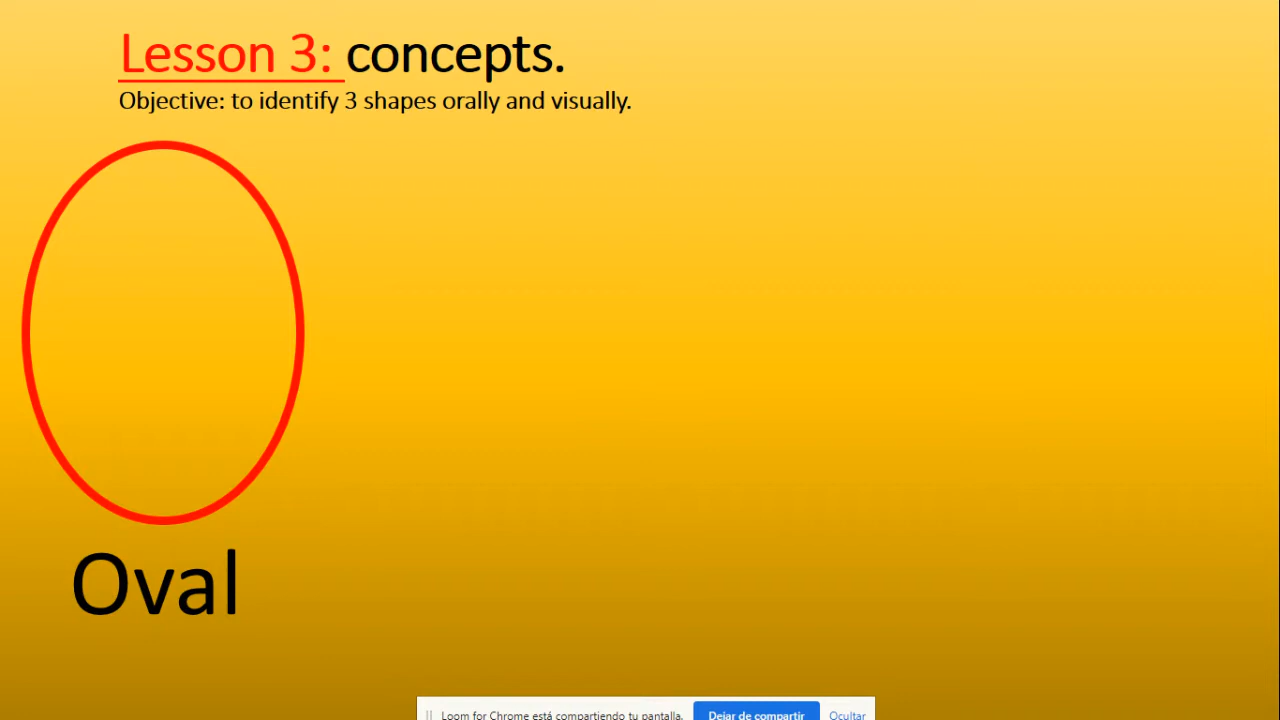 Lesson 3: concepts.
Objective: to identify 3 shapes orally and visually.
Oval
Loom for Chrome está compartiendo tu pantalla. Dejar de compartir Ocultar